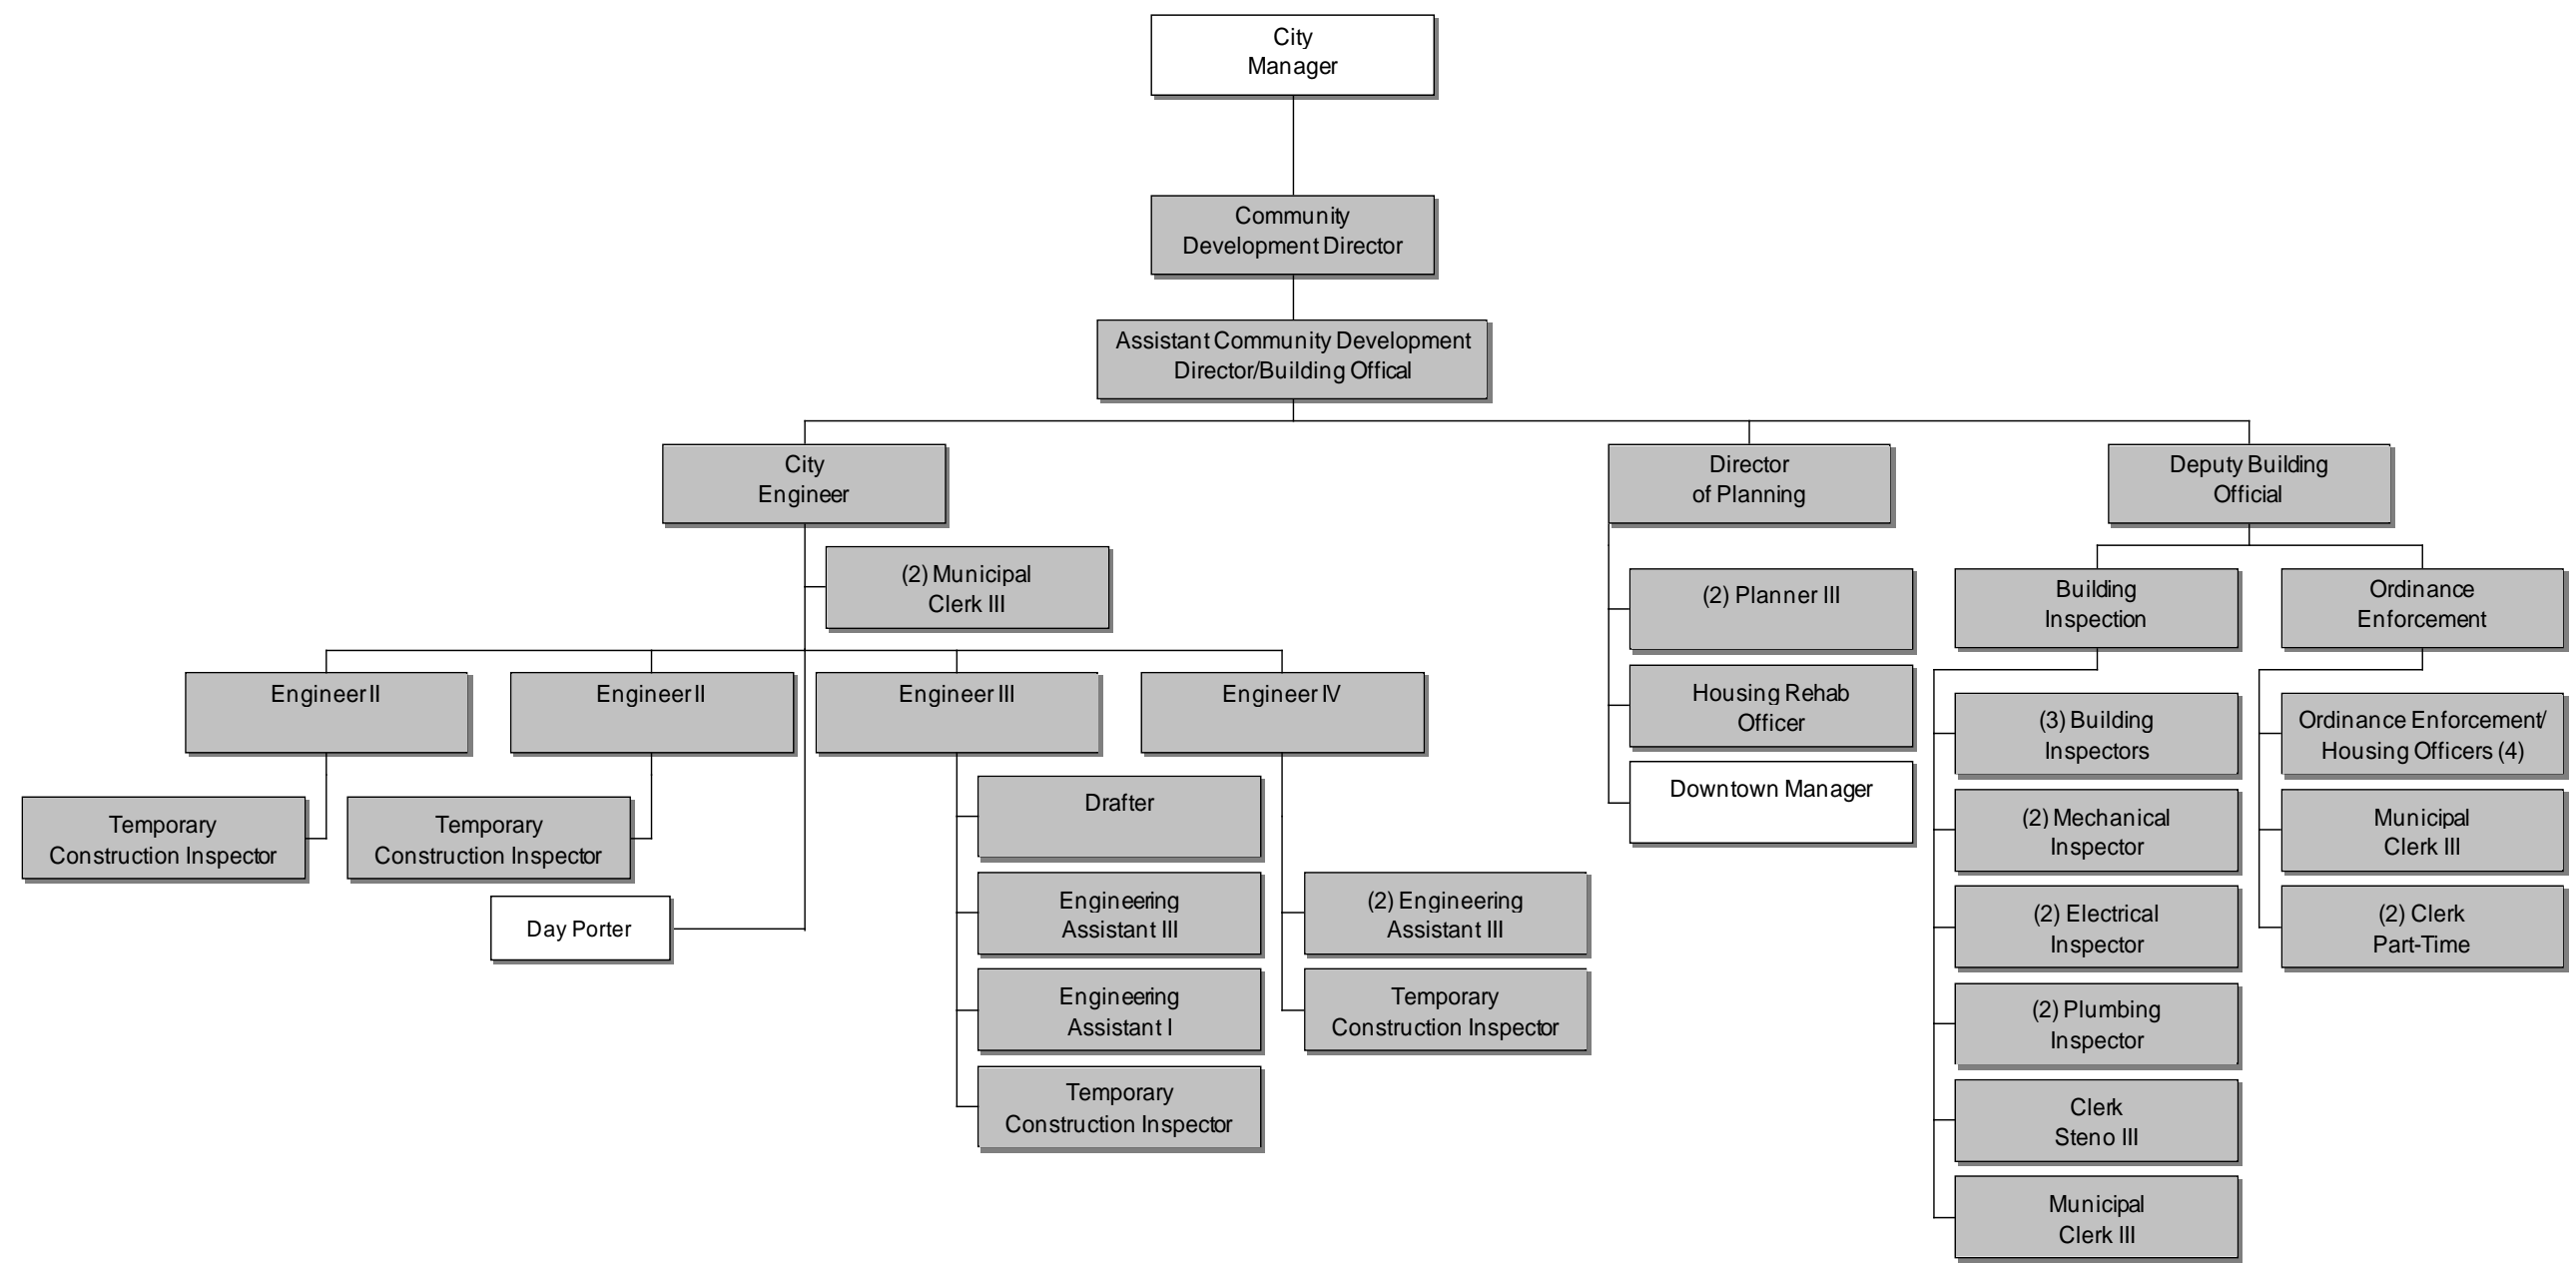 City
Manager
Community
Development Director
Assistant Community Development
Director/Building Offical
City
Engineer
Director
of Planning
Deputy Building
Official
(2) Municipal
Clerk III
(2) Planner III
Building
Inspection
Ordinance
Enforcement
Engineer II
Engineer II
Engineer III
Engineer IV
Housing Rehab
Officer
(3) Building
Inspectors
Ordinance Enforcement/
Housing Officers (4)
Temporary
Construction Inspector
Temporary
Construction Inspector
Drafter
Downtown Manager
(2) Mechanical
Inspector
Municipal
Clerk III
Day Porter
Engineering
Assistant III
(2) Engineering
Assistant III
(2) Electrical
Inspector
(2) Clerk
Part-Time
Engineering
Assistant I
Temporary
Construction Inspector
(2) Plumbing
Inspector
Temporary
Construction Inspector
Clerk
Steno III
Municipal
Clerk III